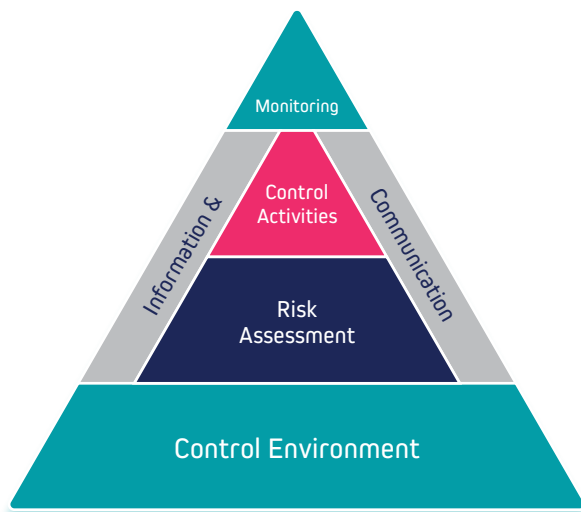 Monitoring
Information &
Communication
Control
Activities
Risk
Assessment
Control Environment